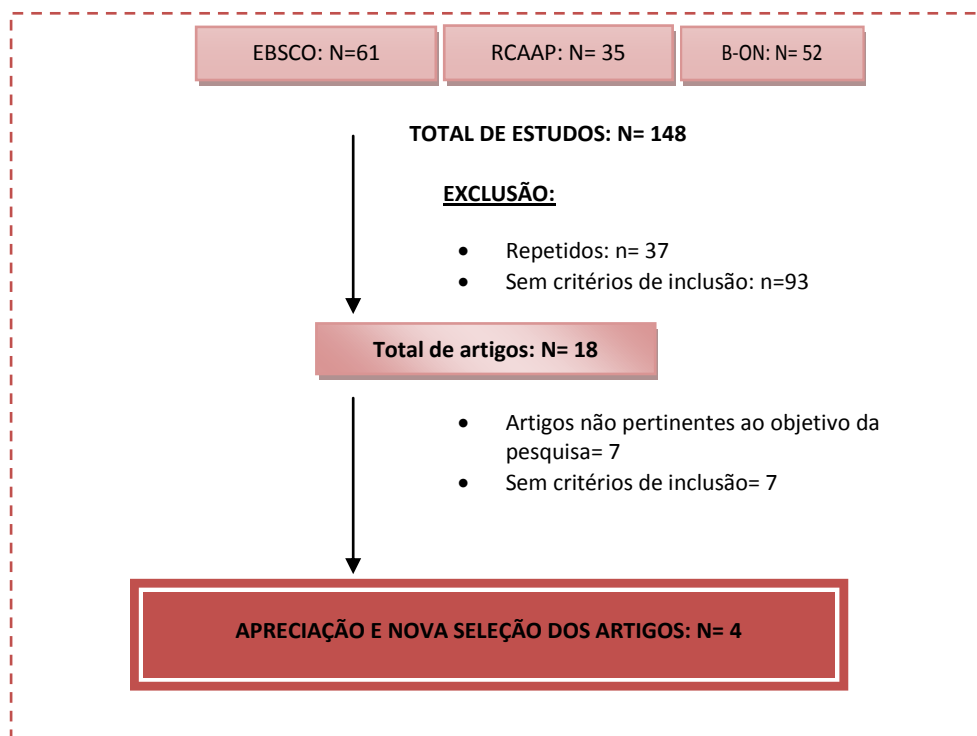 EBSCO: N=61
RCAAP: N= 35
B-ON: N= 52
TOTAL DE ESTUDOS: N= 148
EXCLUSÃO:
• Repetidos: n= 37
• Sem critérios de inclusão: n=93
Total de artigos: N= 18
• Artigos não pertinentes ao objetivo da
pesquisa= 7
• Sem critérios de inclusão= 7
APRECIAÇÃO E NOVA SELEÇÃO DOS ARTIGOS: N= 4